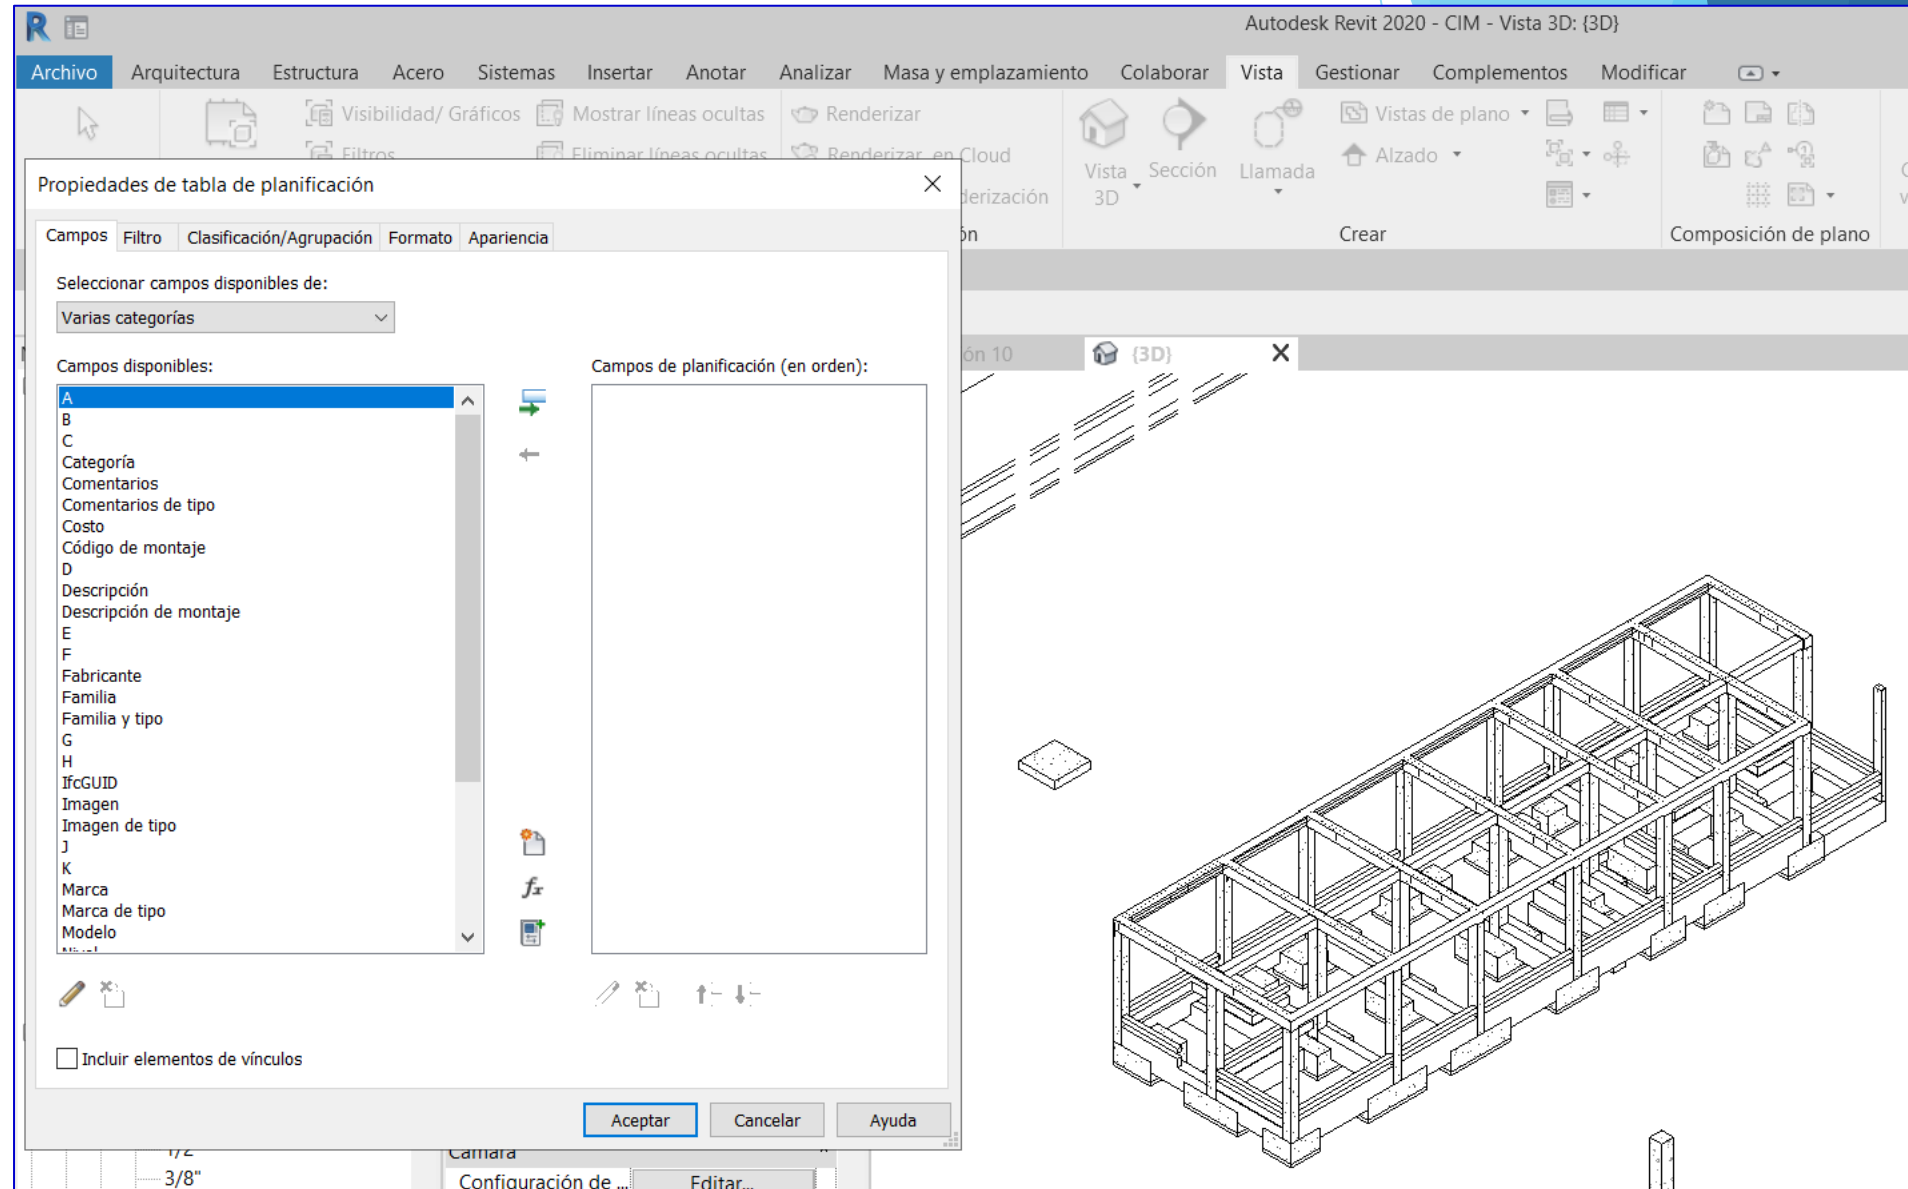 Autodesk Revit 2020 - CIM - Vista 3D: {3D}
Archivo Arquitectura Estructura Acero Sistemas Insertar Anotar Analizar Masa y emplazamiento Colaborar Vista Gestionar Complementos Modificar
Visibilidad/ Gráficos Mostrar líneas ocultas Renderizar Vistas de plano
Filtros Eliminar líneas ocultas Renderizar en Cloud Alzado
Vista 3D Sección Llamada
Crear Composición de plano
Propiedades de tabla de planificación
Campos Filtro Clasificación/Agrupación Formato Apariencia
Seleccionar campos disponibles de:
Varias categorías
Campos disponibles: Campos de planificación (en orden):
A
B
C
Categoría
Comentarios
Comentarios de tipo
Costo
Código de montaje
D
Descripción
Descripción de montaje
E
F
Fabricante
Familia
Familia y tipo
G
H
IfcGUID
Imagen
Imagen de tipo
J
K
Marca
Marca de tipo
Modelo
fx
Incluir elementos de vínculos
Aceptar Cancelar Ayuda
{3D}
1/2"
3/8"
Cámara
Configuración de ... Editar...